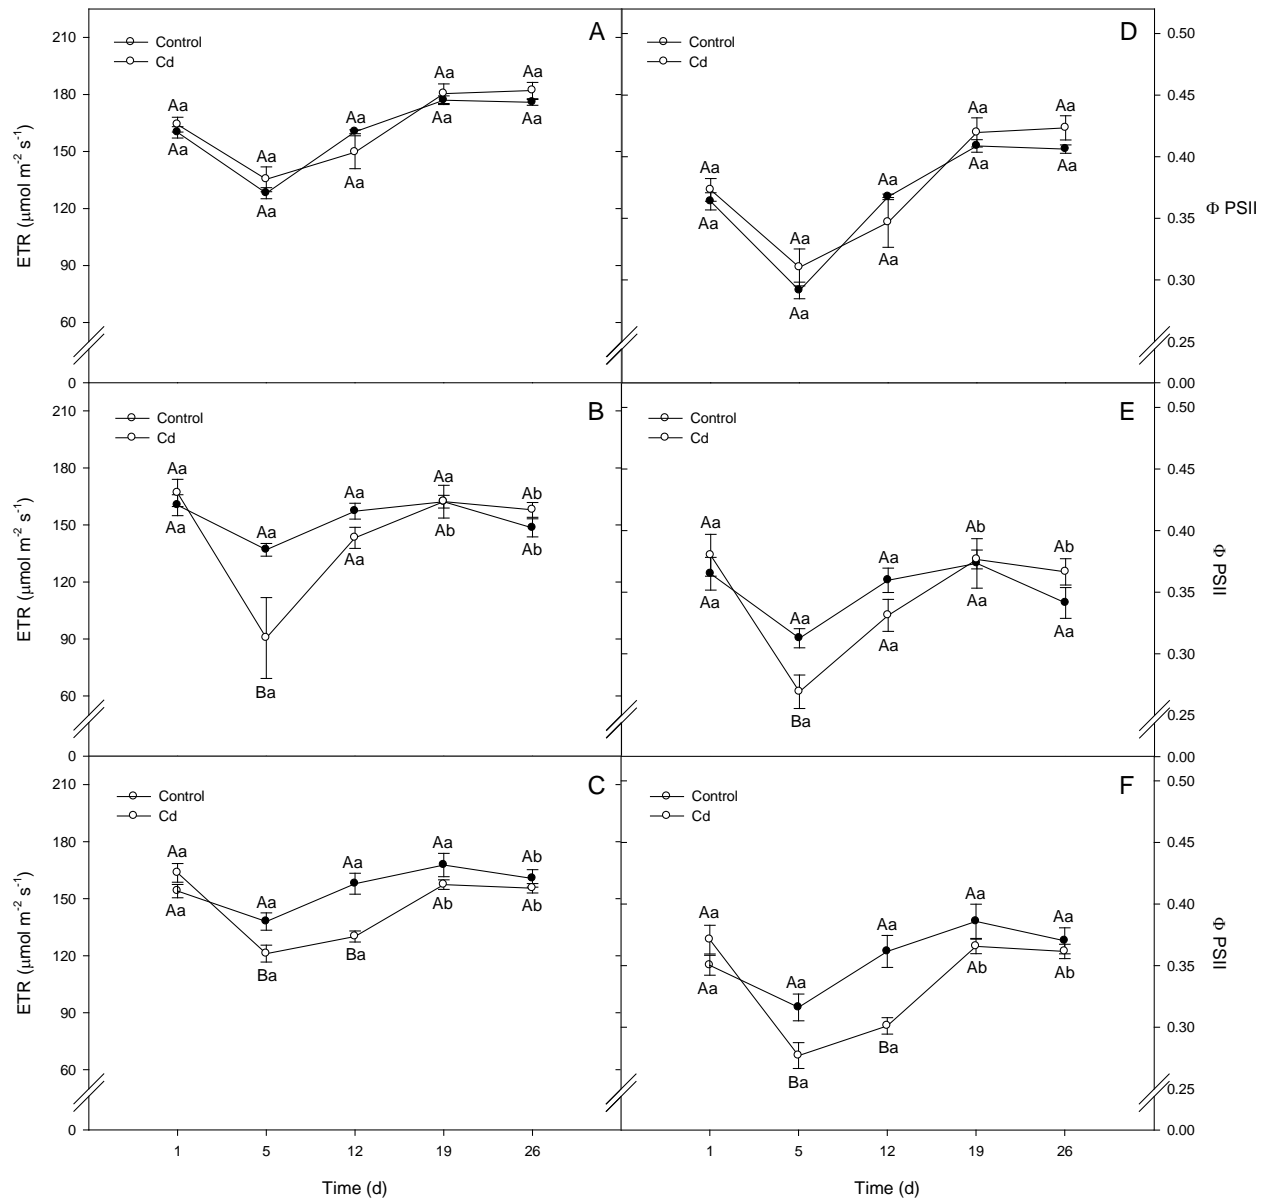 A
Control
Cd
210
180
150
120
90
60
0
ETR (μmol m⁻² s⁻¹)
Aa
Aa
Aa
Aa
Aa
Aa
Aa
Aa
Aa
Aa
D
Control
Cd
0.50
0.45
0.40
0.35
0.30
0.25
0.00
Φ PSII
Aa
Aa
Aa
Aa
Aa
Aa
Aa
Aa
Aa
Aa
B
Control
Cd
210
180
150
120
90
60
0
ETR (μmol m⁻² s⁻¹)
Aa
Aa
Aa
Ba
Aa
Aa
Aa
Ab
Ab
Ab
E
Control
Cd
0.50
0.45
0.40
0.35
0.30
0.25
0.00
Φ PSII
Aa
Aa
Aa
Ba
Aa
Aa
Ab
Aa
Ab
Aa
C
Control
Cd
210
180
150
120
90
60
0
ETR (μmol m⁻² s⁻¹)
Aa
Aa
Aa
Ba
Aa
Ba
Aa
Ab
Ab
Ab
1 5 12 19 26
Time (d)
F
Control
Cd
0.50
0.45
0.40
0.35
0.30
0.25
0.00
Φ PSII
Aa
Aa
Aa
Ba
Aa
Ba
Aa
Ab
Aa
Ab
1 5 12 19 26
Time (d)